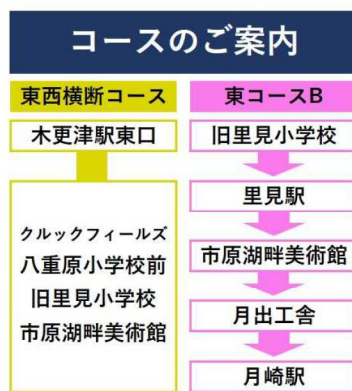 コースのご案内
東西横断コース
木更津駅東口
クルックフィールズ
八重原小学校前
旧里見小学校
市原湖畔美術館
東コースB
旧里見小学校
里見駅
市原湖畔美術館
月出工舎
月崎駅